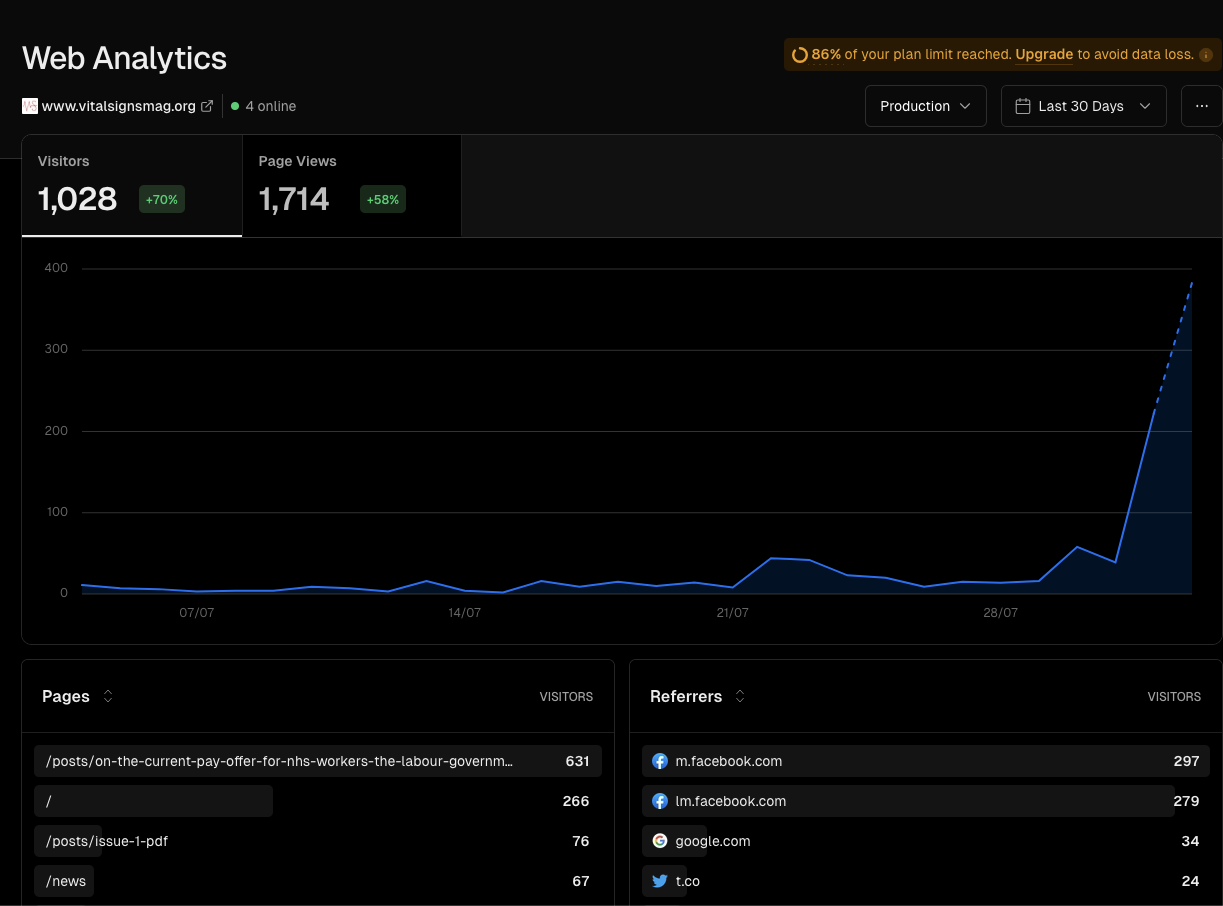 Web Analytics
86% of your plan limit reached. Upgrade to avoid data loss.
www.vitalsignsmag.org
4 online
Production
Last 30 Days
Visitors
1,028 +70%
Page Views
1,714 +58%
400
300
200
100
0
07/07 14/07 21/07 28/07
Pages VISITORS
/posts/on-the-current-pay-offer-for-nhs-workers-the-labour-governm... 631
/ 266
/posts/issue-1-pdf 76
/news 67
Referrers VISITORS
m.facebook.com 297
lm.facebook.com 279
google.com 34
t.co 24